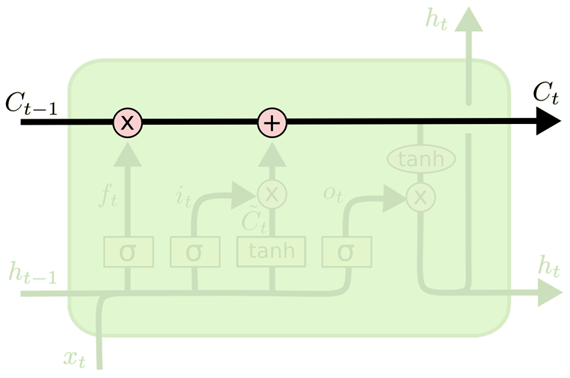 h_t
C_{t−1} x + C_t
tanh
f_t i_t x o_t x
C̃_t
σ σ tanh σ
h_{t−1} h_t
x_t